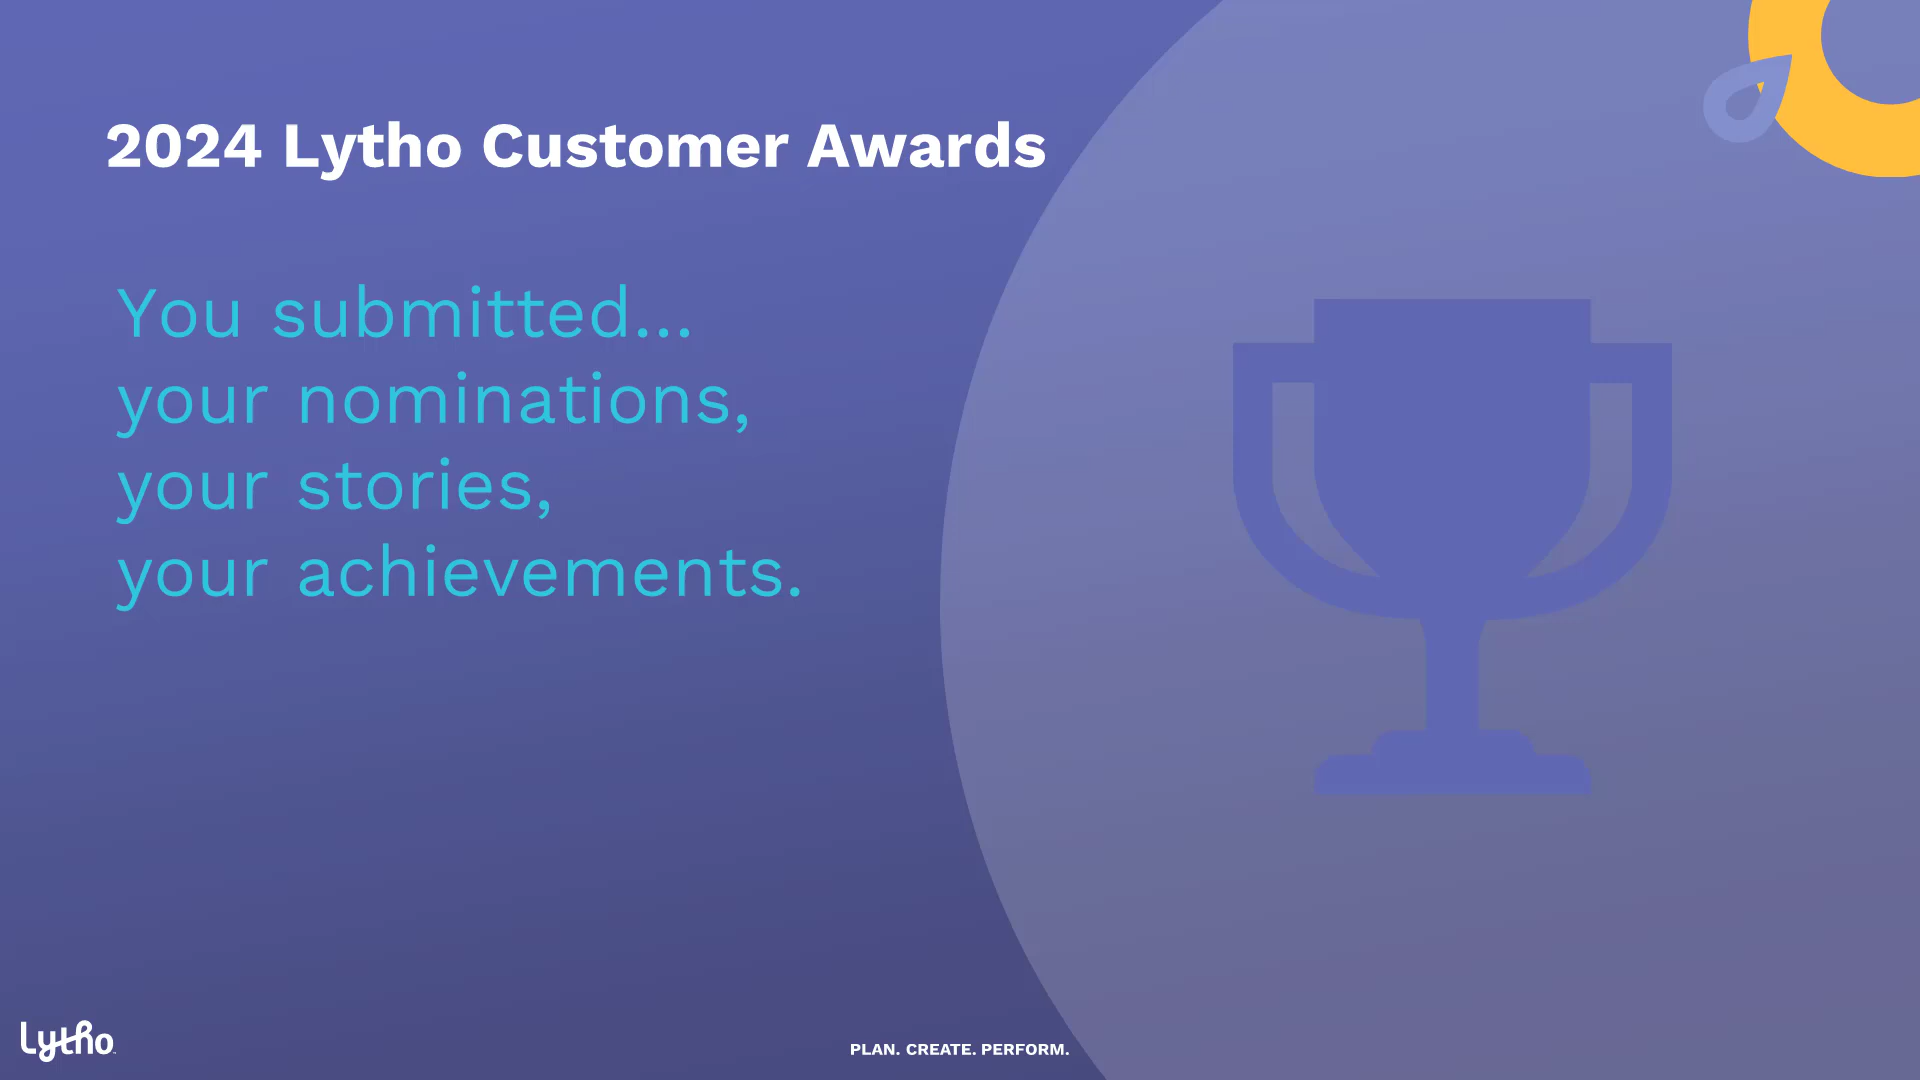 2024 Lytho Customer Awards
You submitted...
your nominations,
your stories,
your achievements.
Lytho
PLAN. CREATE. PERFORM.